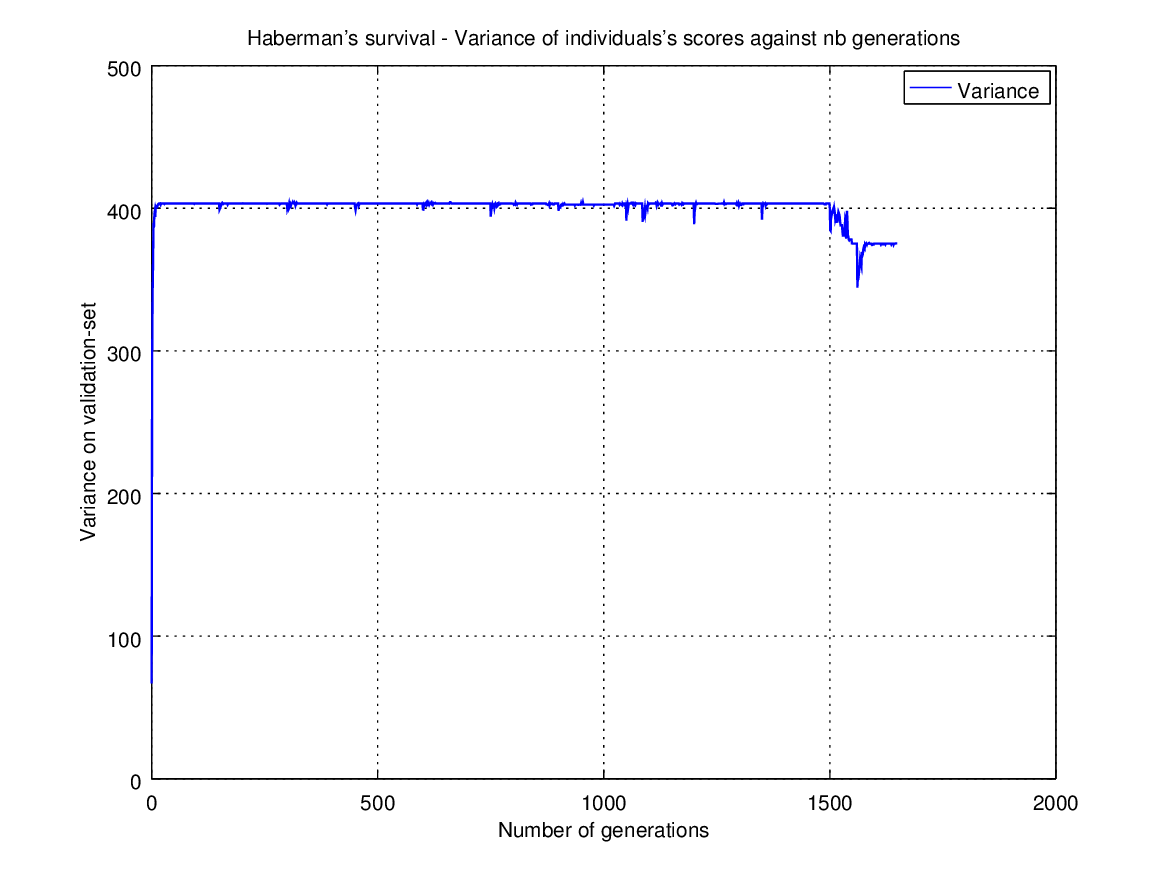 Haberman's survival - Variance of individuals's scores against nb generations
Variance
500
400
300
200
100
0
Variance on validation-set
0 500 1000 1500 2000
Number of generations